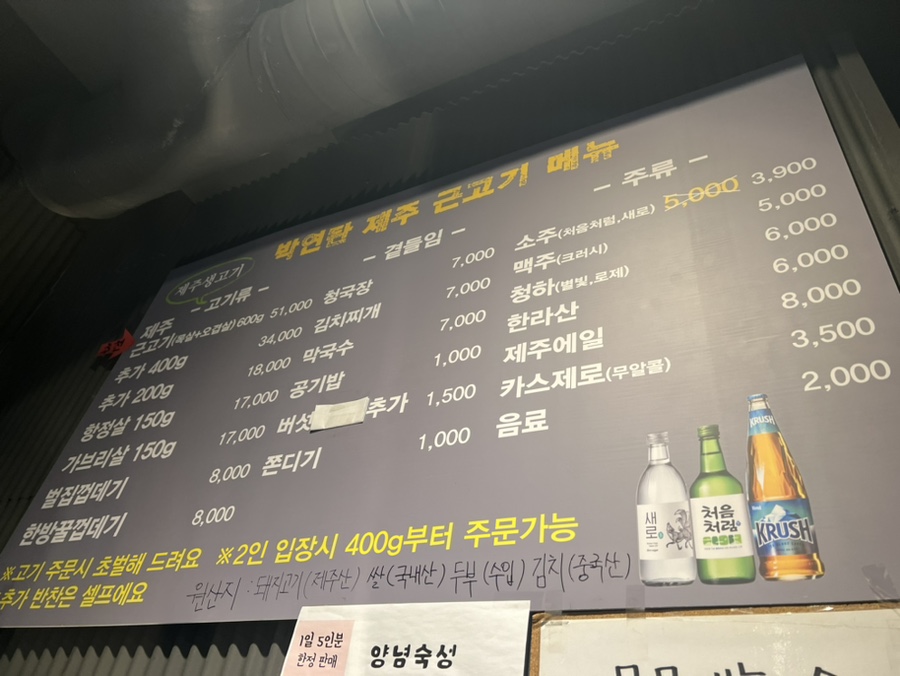 박연탄 제주 근고기 메뉴
제주생고기
- 고기류 -
제주
근고기(목살+오겹살) 600g 51,000
추가 400g 34,000
추가 200g 18,000
항정살 150g 17,000
가브리살 150g 17,000
벌집껍데기 8,000
한방꿀껍데기 8,000
- 곁들임 -
청국장 7,000
김치찌개 7,000
막국수 7,000
공기밥 1,000
버섯 추가 1,500
쫀디기 1,000
- 주류 -
소주(처음처럼,새로) 5,000 3,900
맥주(크러시) 5,000
청하(별빛,로제) 6,000
한라산 6,000
제주에일 8,000
카스제로(무알콜) 3,500
음료 2,000
새로
처음
처럼
KRUSH
KRUSH
※고기 주문시 초벌해 드려요 ※2인 입장시 400g부터 주문가능
추가 반찬은 셀프에요
원산지 : 돼지고기(제주산) 쌀(국내산) 두부(수입) 김치(중국산)
1일 5인분
한정 판매
양념숙성